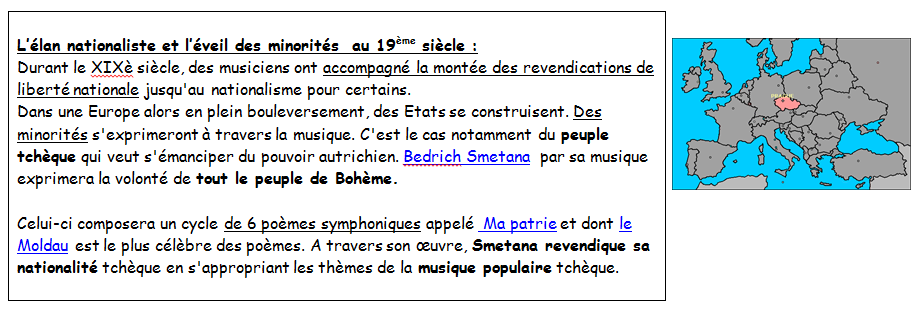 L'élan nationaliste et l'éveil des minorités au 19ème siècle :
Durant le XIXè siècle, des musiciens ont accompagné la montée des revendications de
liberté nationale jusqu'au nationalisme pour certains.
Dans une Europe alors en plein bouleversement, des Etats se construisent. Des
minorités s'exprimeront à travers la musique. C'est le cas notamment du peuple
tchèque qui veut s'émanciper du pouvoir autrichien. Bedrich Smetana par sa musique
exprimera la volonté de tout le peuple de Bohème.
Celui-ci composera un cycle de 6 poèmes symphoniques appelé Ma patrie et dont le
Moldau est le plus célèbre des poèmes. A travers son œuvre, Smetana revendique sa
nationalité tchèque en s'appropriant les thèmes de la musique populaire tchèque.